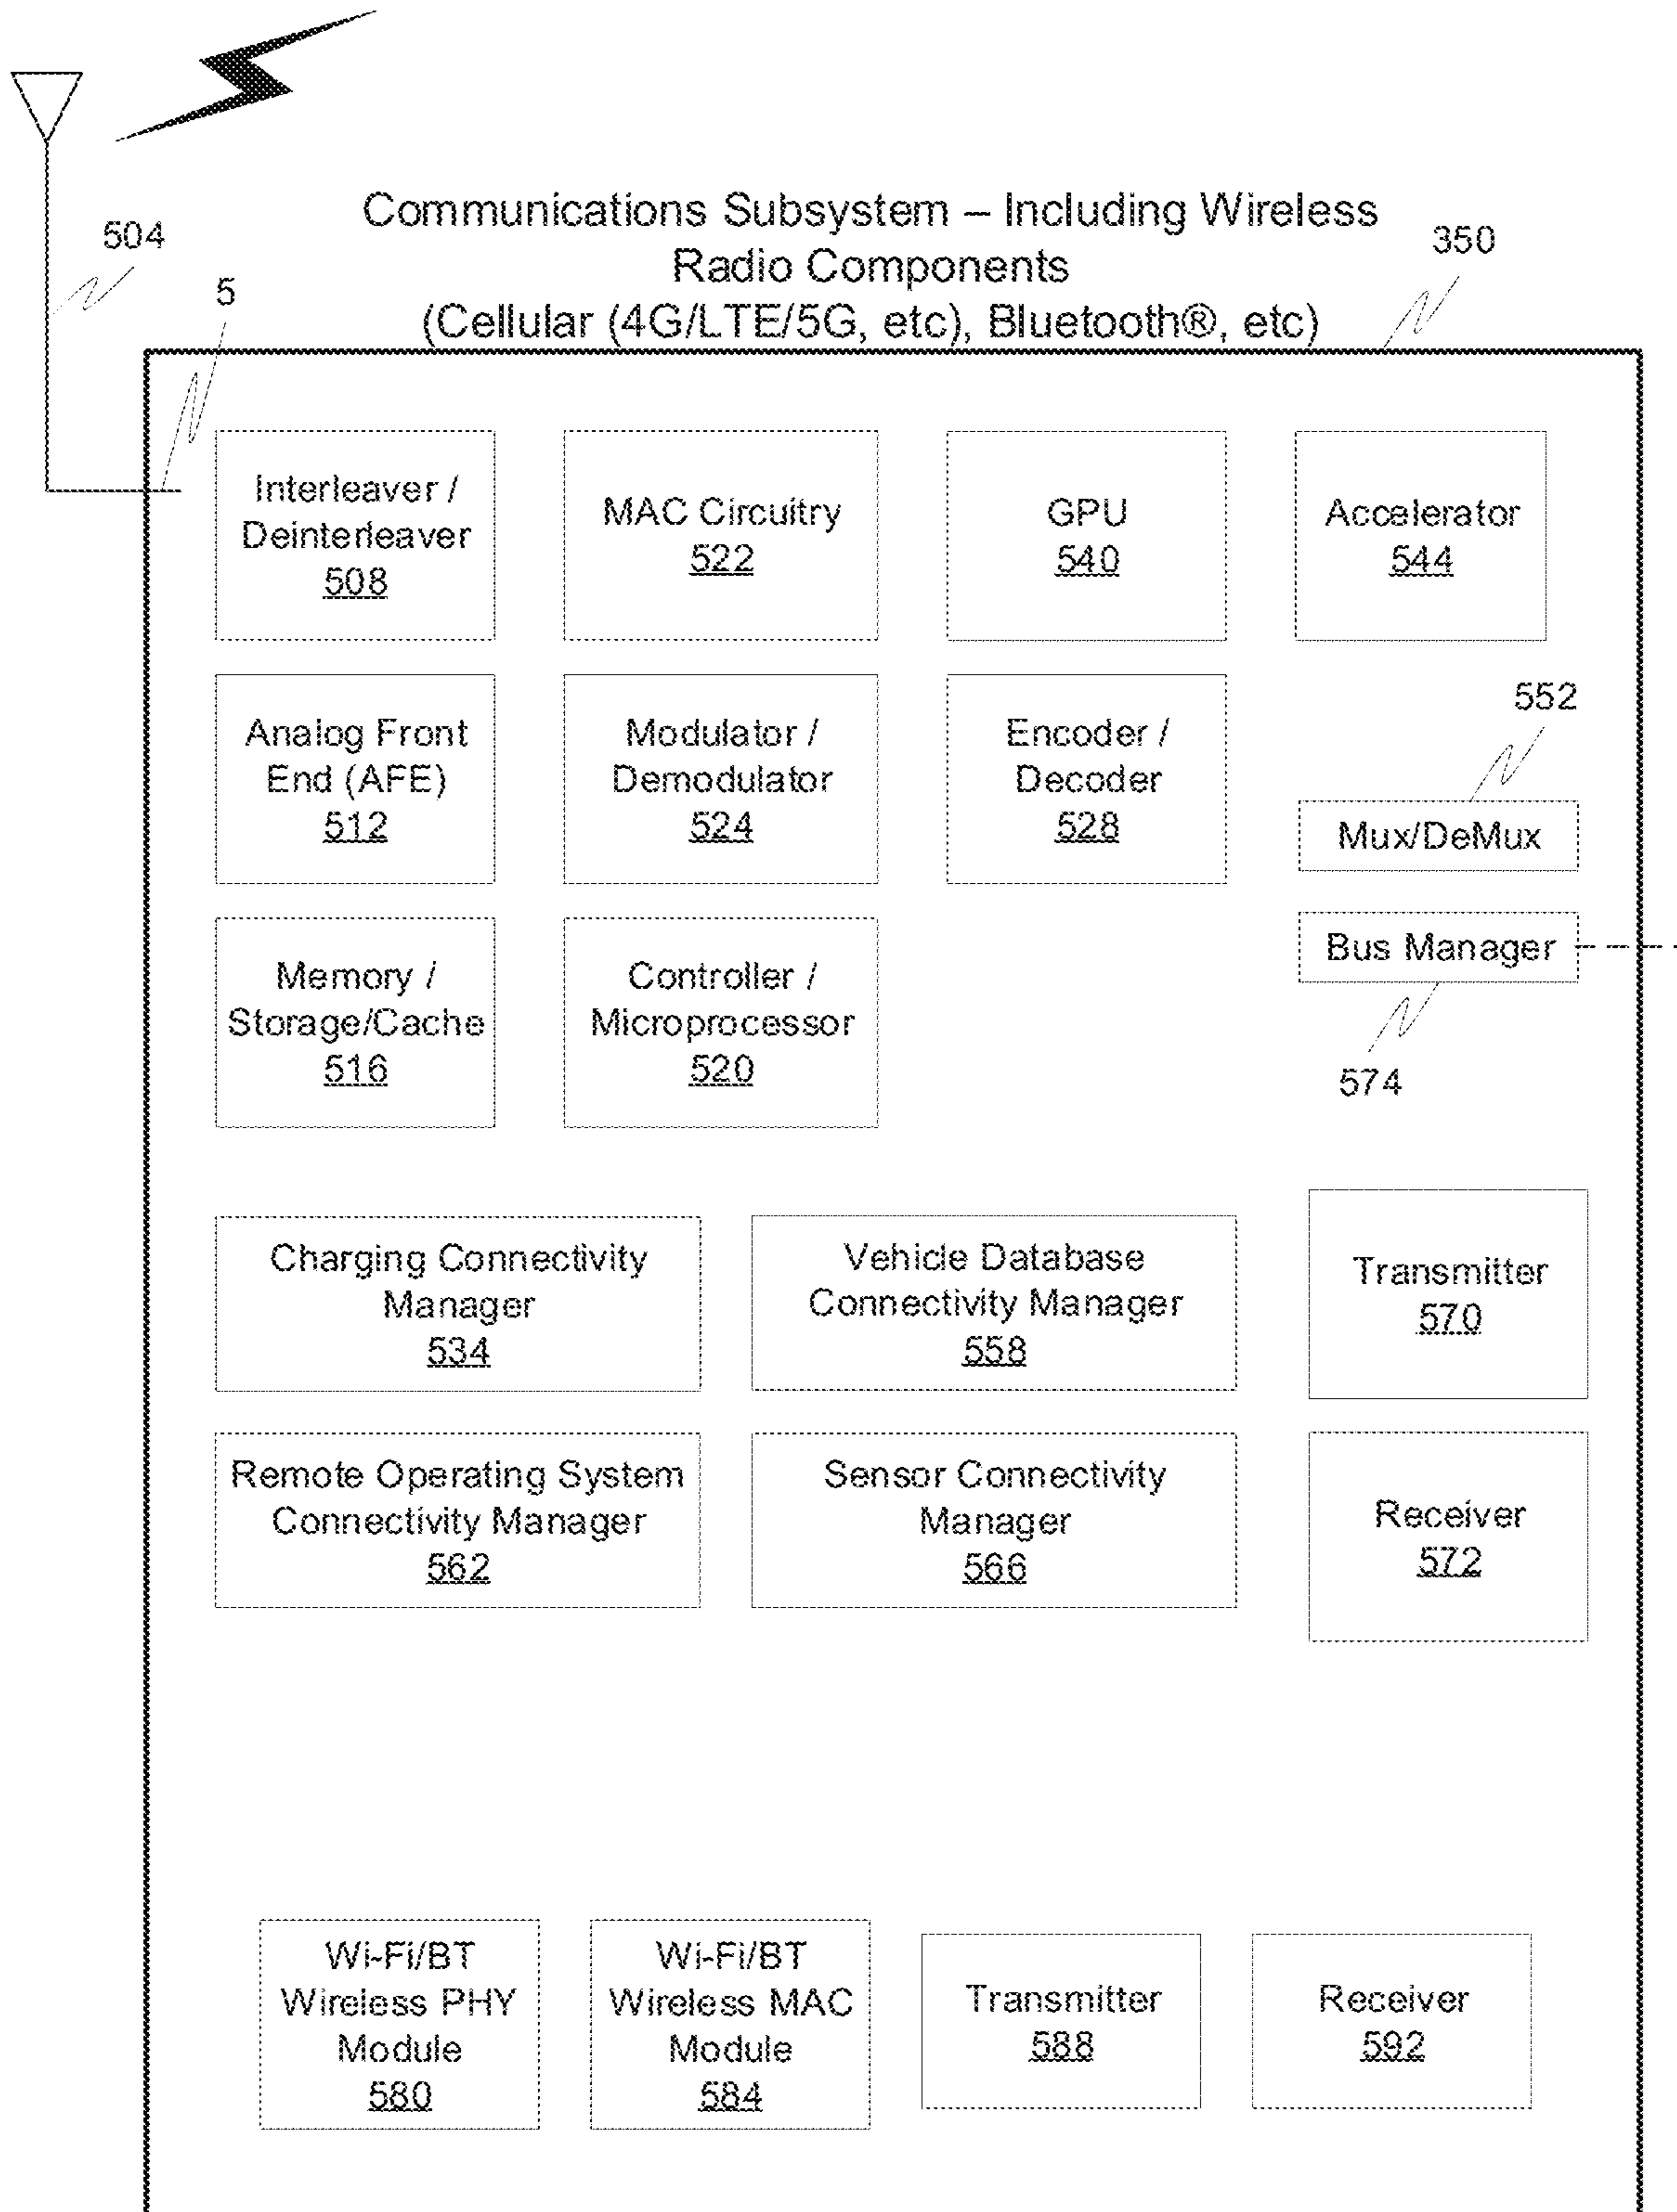 Communications Subsystem – Including Wireless
Radio Components
(Cellular (4G/LTE/5G, etc), Bluetooth®, etc)
504
5
350
Interleaver /
Deinterleaver
508
MAC Circuitry
522
GPU
540
Accelerator
544
Analog Front
End (AFE)
512
Modulator /
Demodulator
524
Encoder /
Decoder
528
552
Mux/DeMux
Bus Manager
574
Memory /
Storage/Cache
516
Controller /
Microprocessor
520
Charging Connectivity
Manager
534
Vehicle Database
Connectivity Manager
558
Transmitter
570
Remote Operating System
Connectivity Manager
562
Sensor Connectivity
Manager
566
Receiver
572
Wi-Fi/BT
Wireless PHY
Module
580
Wi-Fi/BT
Wireless MAC
Module
584
Transmitter
588
Receiver
592